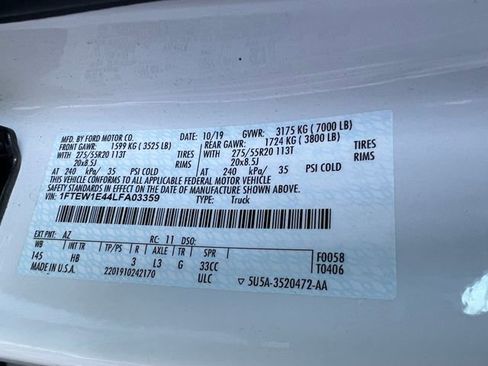 MFD. BY FORD MOTOR CO. DATE: 10/19 GVWR: 3175 KG ( 7000 LB)
FRONT GAWR: 1599 KG (3525 LB) REAR GAWR: 1724 KG ( 3800 LB)
WITH 275/55R20 113T TIRES WITH 275/55R20 113T TIRES
20x8.5J RIMS 20x8.5J RIMS
AT 240 kPa/ 35 PSI COLD AT 240 kPa/ 35 PSI COLD
THIS VEHICLE CONFORMS TO ALL APPLICABLE FEDERAL MOTOR VEHICLE
SAFETY STANDARDS IN EFFECT ON THE DATE OF MANUFACTURE SHOWN ABOVE.
VIN: 1FTEW1E44LFA03359 TYPE: Truck
EXT PNT: AZ RC: 11 DSO:
WB TP/PS R AXLE TR SPR F0058
145 HB 3 L3 G 33CC T0406
MADE IN U.S.A. 2201910242170 ULC 5U5A-3520472-AA